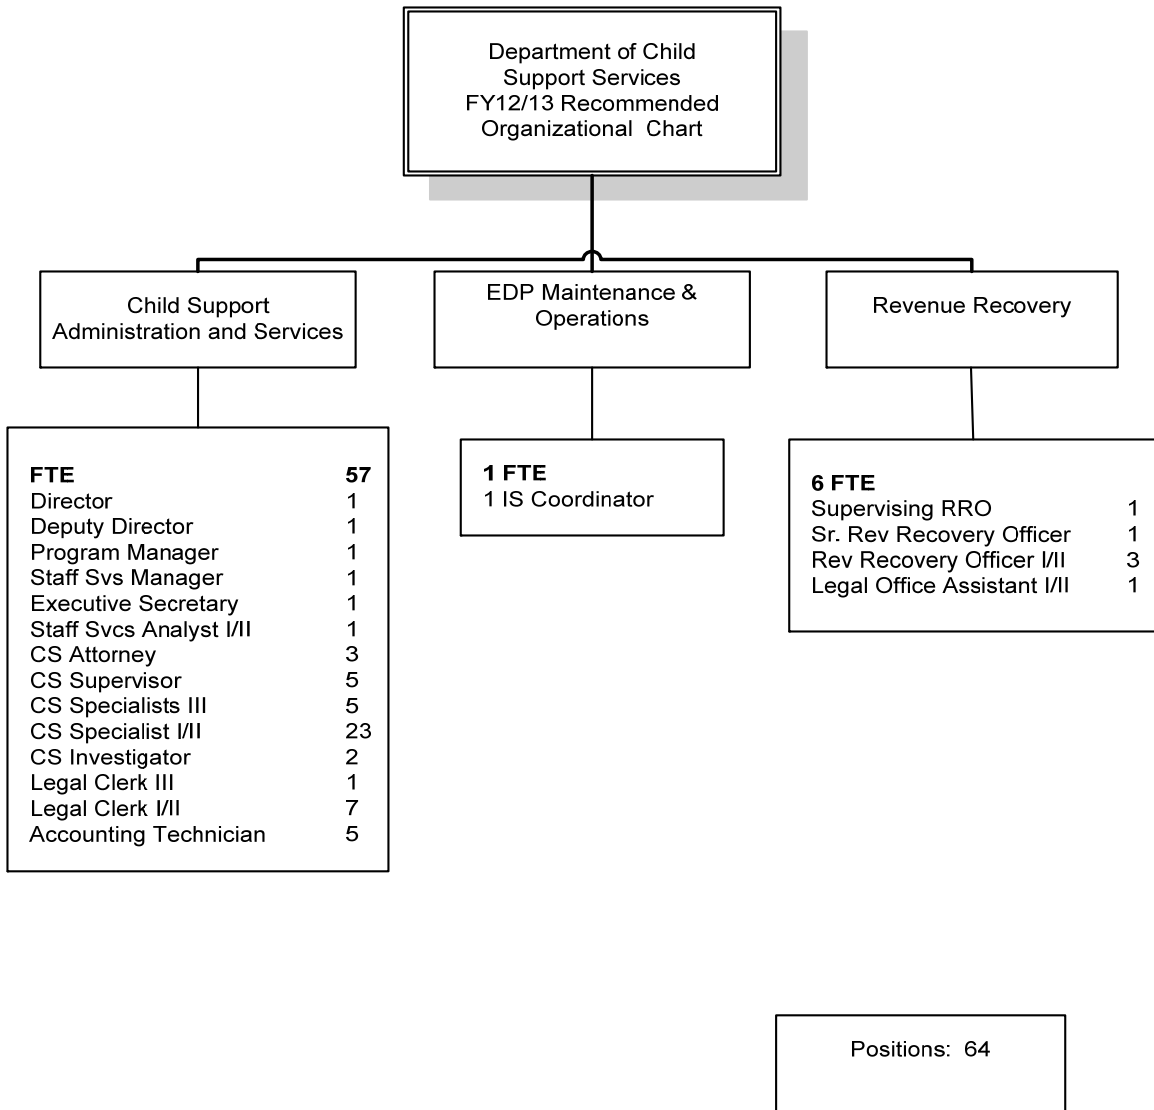 Department of Child
Support Services
FY12/13 Recommended
Organizational Chart
Child Support
Administration and Services
EDP Maintenance &
Operations
Revenue Recovery
FTE 57
Director 1
Deputy Director 1
Program Manager 1
Staff Svs Manager 1
Executive Secretary 1
Staff Svcs Analyst I/II 1
CS Attorney 3
CS Supervisor 5
CS Specialists III 5
CS Specialist I/II 23
CS Investigator 2
Legal Clerk III 1
Legal Clerk I/II 7
Accounting Technician 5
1 FTE
1 IS Coordinator
6 FTE
Supervising RRO 1
Sr. Rev Recovery Officer 1
Rev Recovery Officer I/II 3
Legal Office Assistant I/II 1
Positions: 64